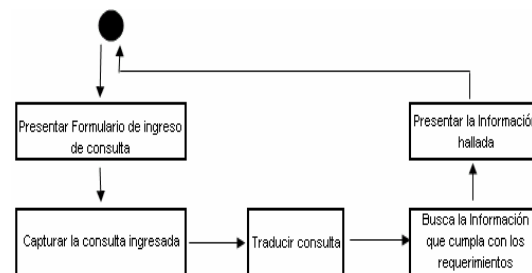 Presentar Formulario de ingreso
de consulta
Capturar la consulta ingresada
Traducir consulta
Busca la Información
que cumpla con los
requerimientos
Presentar la Información
hallada